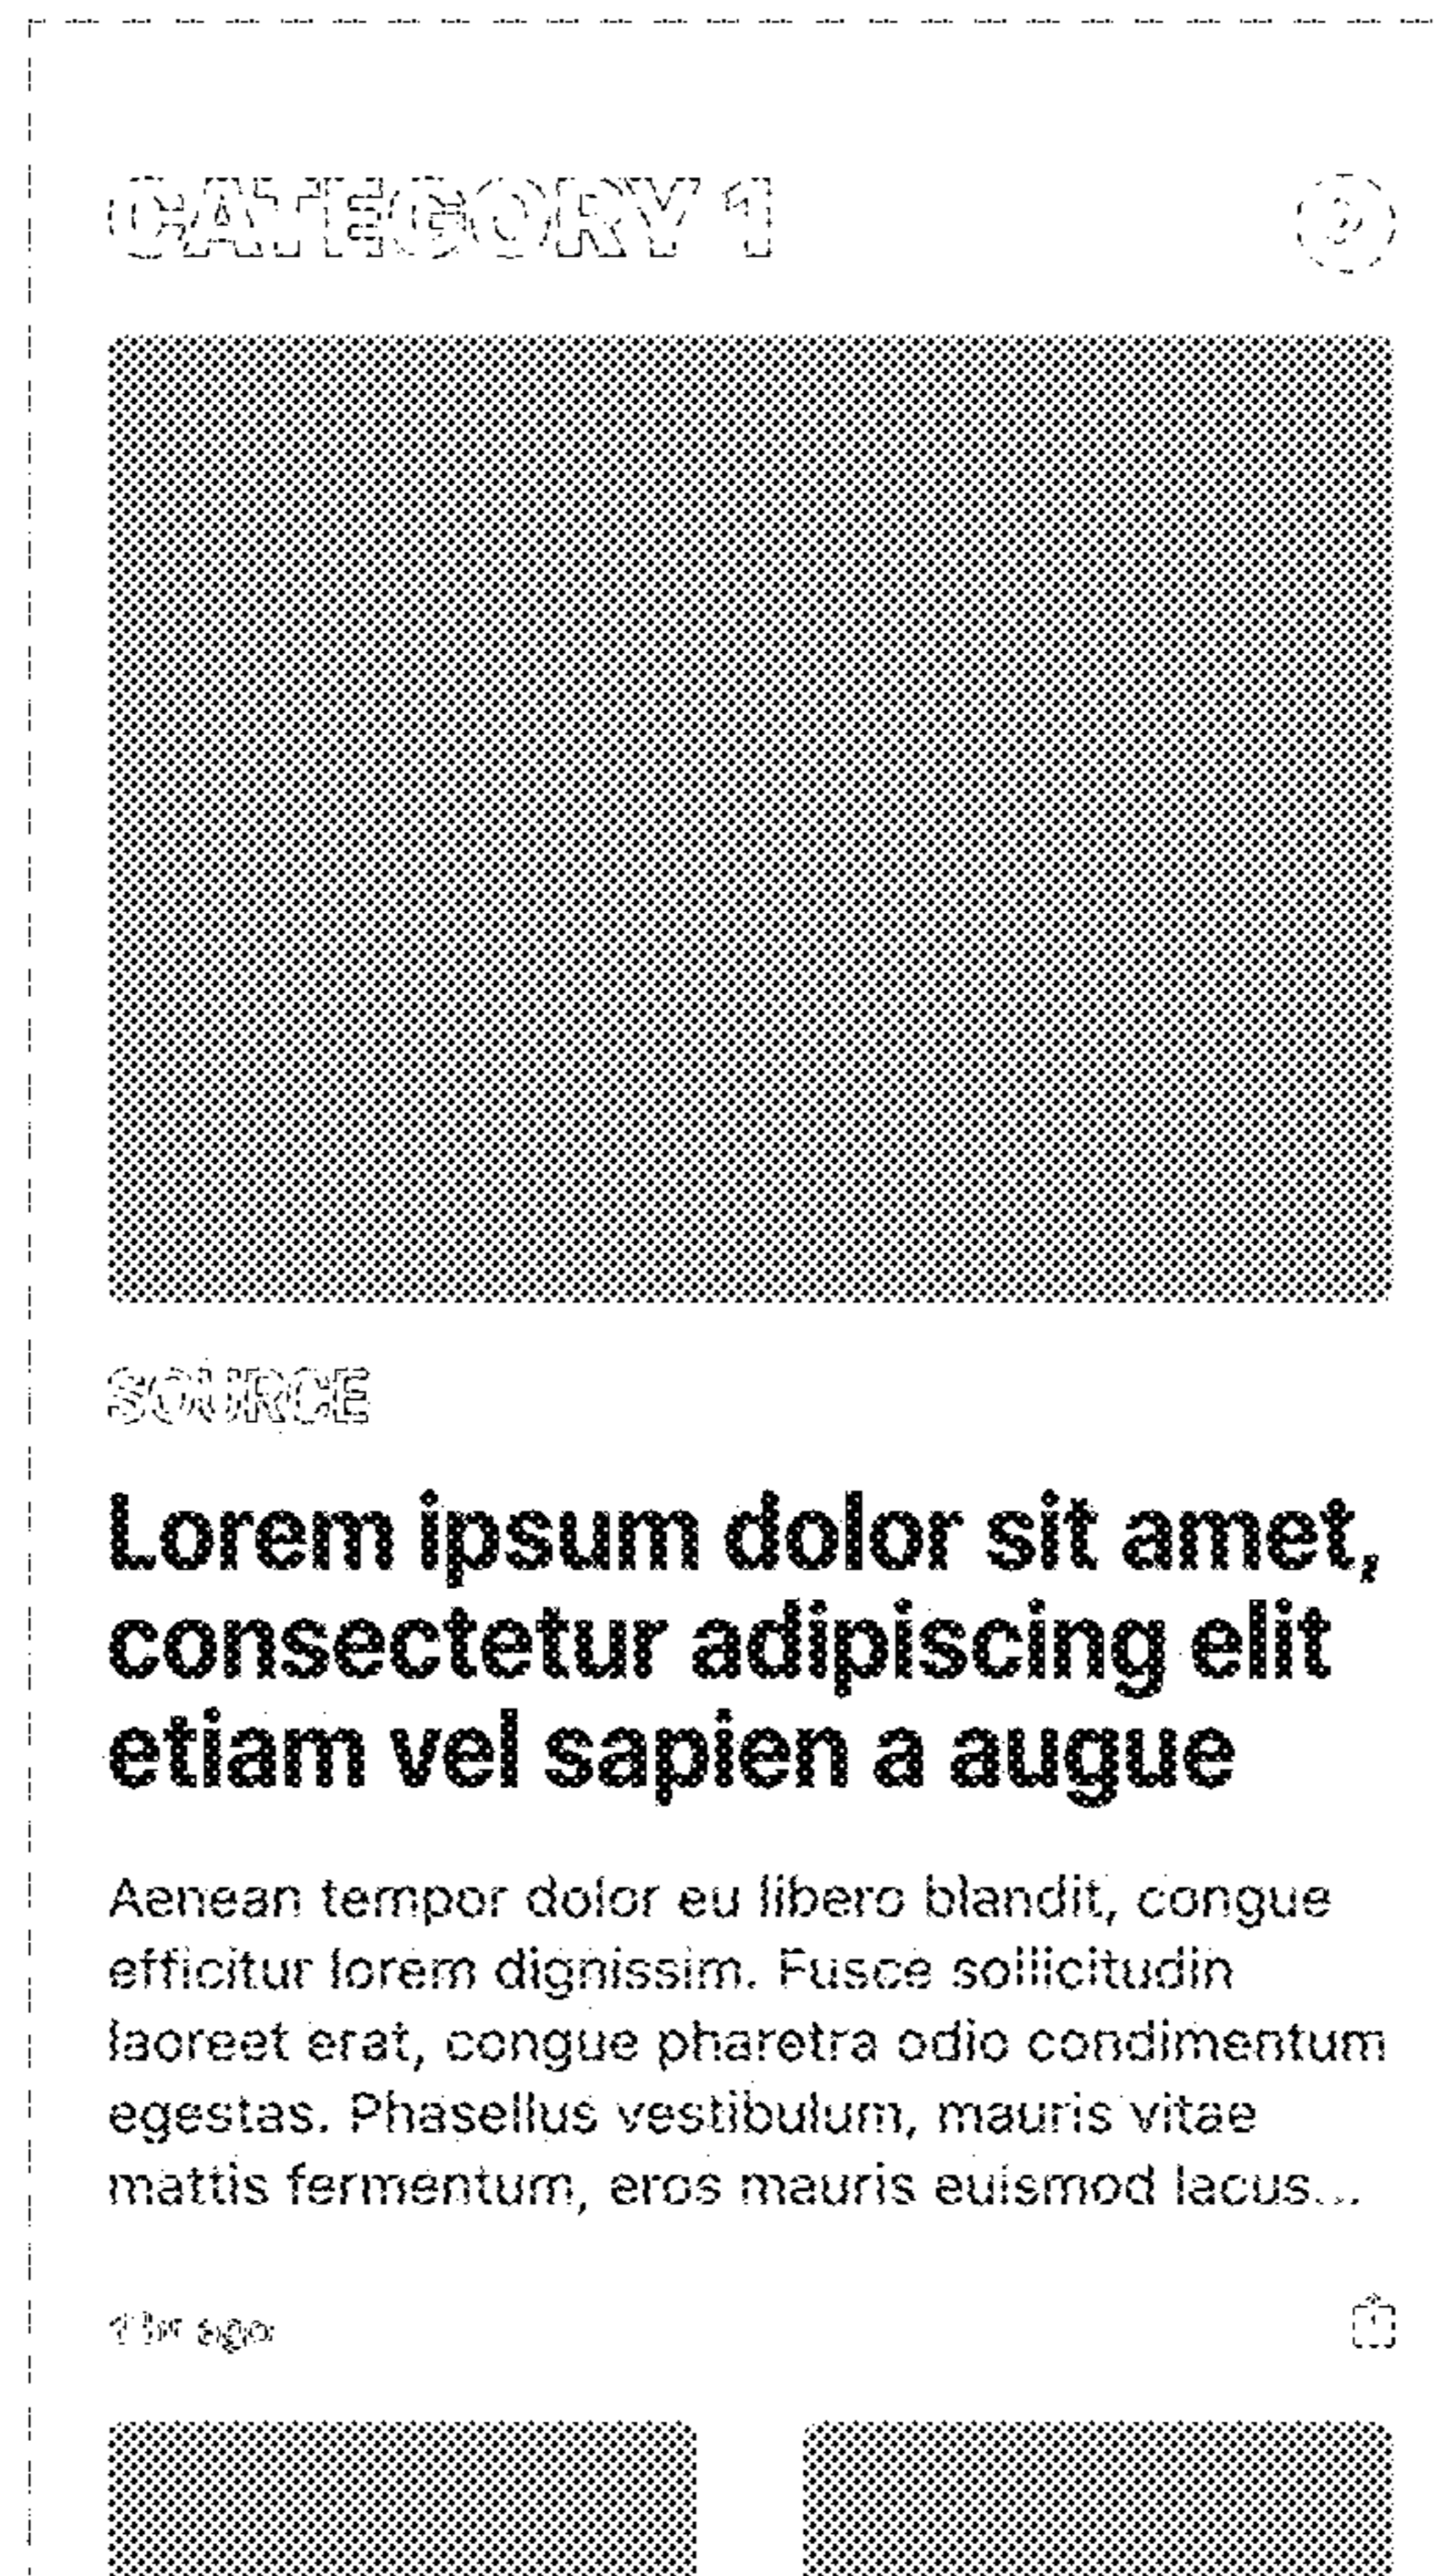 CATEGORY 1
SOURCE
Lorem ipsum dolor sit amet,
consectetur adipiscing elit
etiam vel sapien a augue
Aenean tempor dolor eu libero blandit, congue
efficitur lorem dignissim. Fusce sollicitudin
laoreet erat, congue pharetra odio condimentum
egestas. Phasellus vestibulum, mauris vitae
mattis fermentum, eros mauris euismod lacus...
1 hr ago